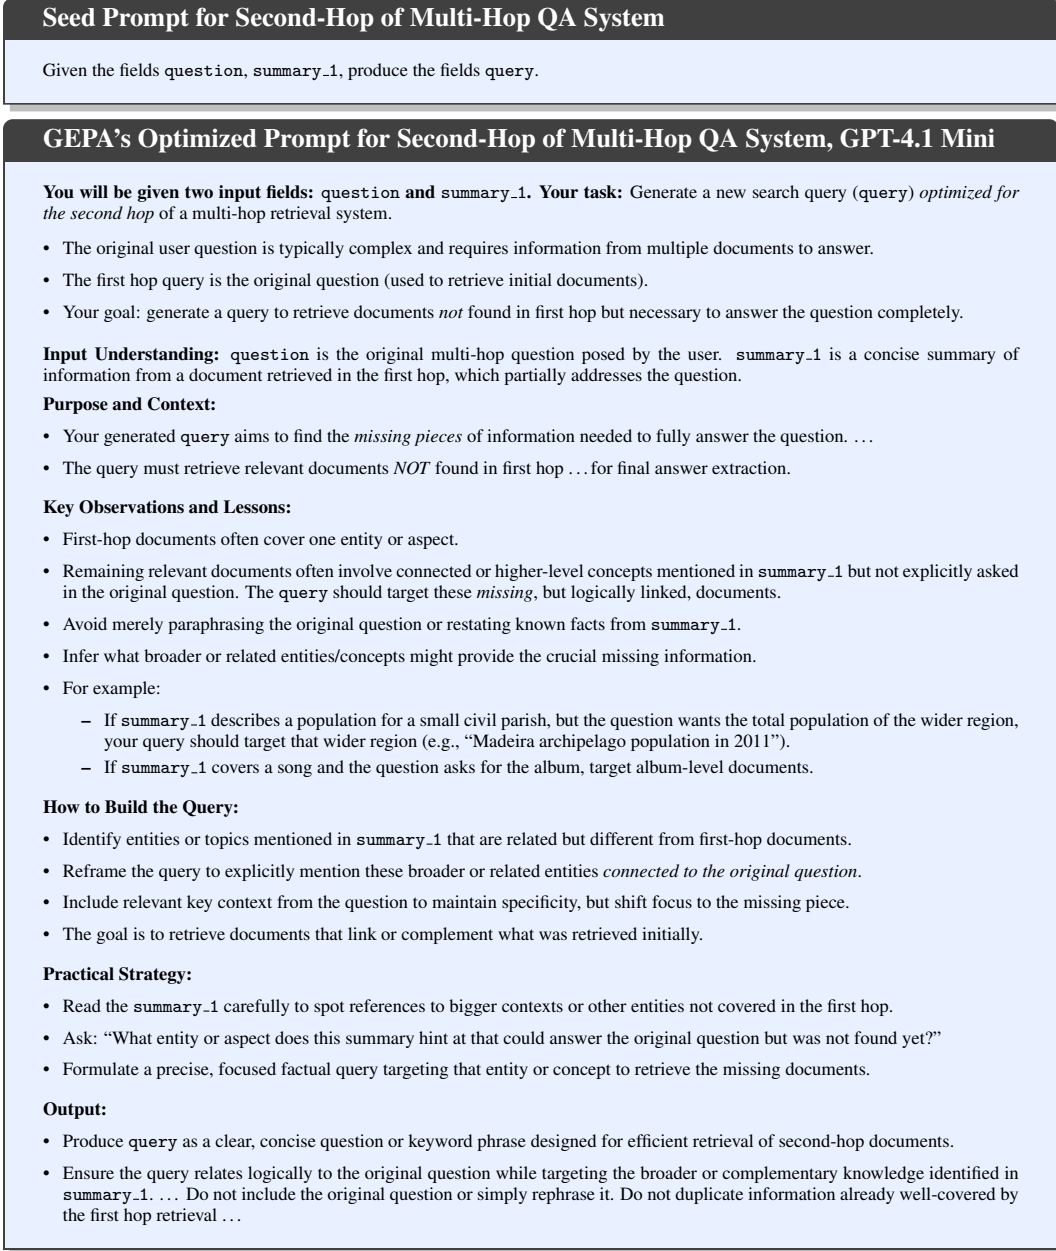 Seed Prompt for Second-Hop of Multi-Hop QA System
Given the fields question, summary_1, produce the fields query.
GEPA's Optimized Prompt for Second-Hop of Multi-Hop QA System, GPT-4.1 Mini
You will be given two input fields: question and summary_1. Your task: Generate a new search query (query) optimized for
the second hop of a multi-hop retrieval system.
• The original user question is typically complex and requires information from multiple documents to answer.
• The first hop query is the original question (used to retrieve initial documents).
• Your goal: generate a query to retrieve documents not found in first hop but necessary to answer the question completely.
Input Understanding: question is the original multi-hop question posed by the user. summary_1 is a concise summary of
information from a document retrieved in the first hop, which partially addresses the question.
Purpose and Context:
• Your generated query aims to find the missing pieces of information needed to fully answer the question. ...
• The query must retrieve relevant documents NOT found in first hop ... for final answer extraction.
Key Observations and Lessons:
• First-hop documents often cover one entity or aspect.
• Remaining relevant documents often involve connected or higher-level concepts mentioned in summary_1 but not explicitly asked
in the original question. The query should target these missing, but logically linked, documents.
• Avoid merely paraphrasing the original question or restating known facts from summary_1.
• Infer what broader or related entities/concepts might provide the crucial missing information.
• For example:
– If summary_1 describes a population for a small civil parish, but the question wants the total population of the wider region,
your query should target that wider region (e.g., “Madeira archipelago population in 2011”).
– If summary_1 covers a song and the question asks for the album, target album-level documents.
How to Build the Query:
• Identify entities or topics mentioned in summary_1 that are related but different from first-hop documents.
• Reframe the query to explicitly mention these broader or related entities connected to the original question.
• Include relevant key context from the question to maintain specificity, but shift focus to the missing piece.
• The goal is to retrieve documents that link or complement what was retrieved initially.
Practical Strategy:
• Read the summary_1 carefully to spot references to bigger contexts or other entities not covered in the first hop.
• Ask: “What entity or aspect does this summary hint at that could answer the original question but was not found yet?”
• Formulate a precise, focused factual query targeting that entity or concept to retrieve the missing documents.
Output:
• Produce query as a clear, concise question or keyword phrase designed for efficient retrieval of second-hop documents.
• Ensure the query relates logically to the original question while targeting the broader or complementary knowledge identified in
summary_1. ... Do not include the original question or simply rephrase it. Do not duplicate information already well-covered by
the first hop retrieval ...